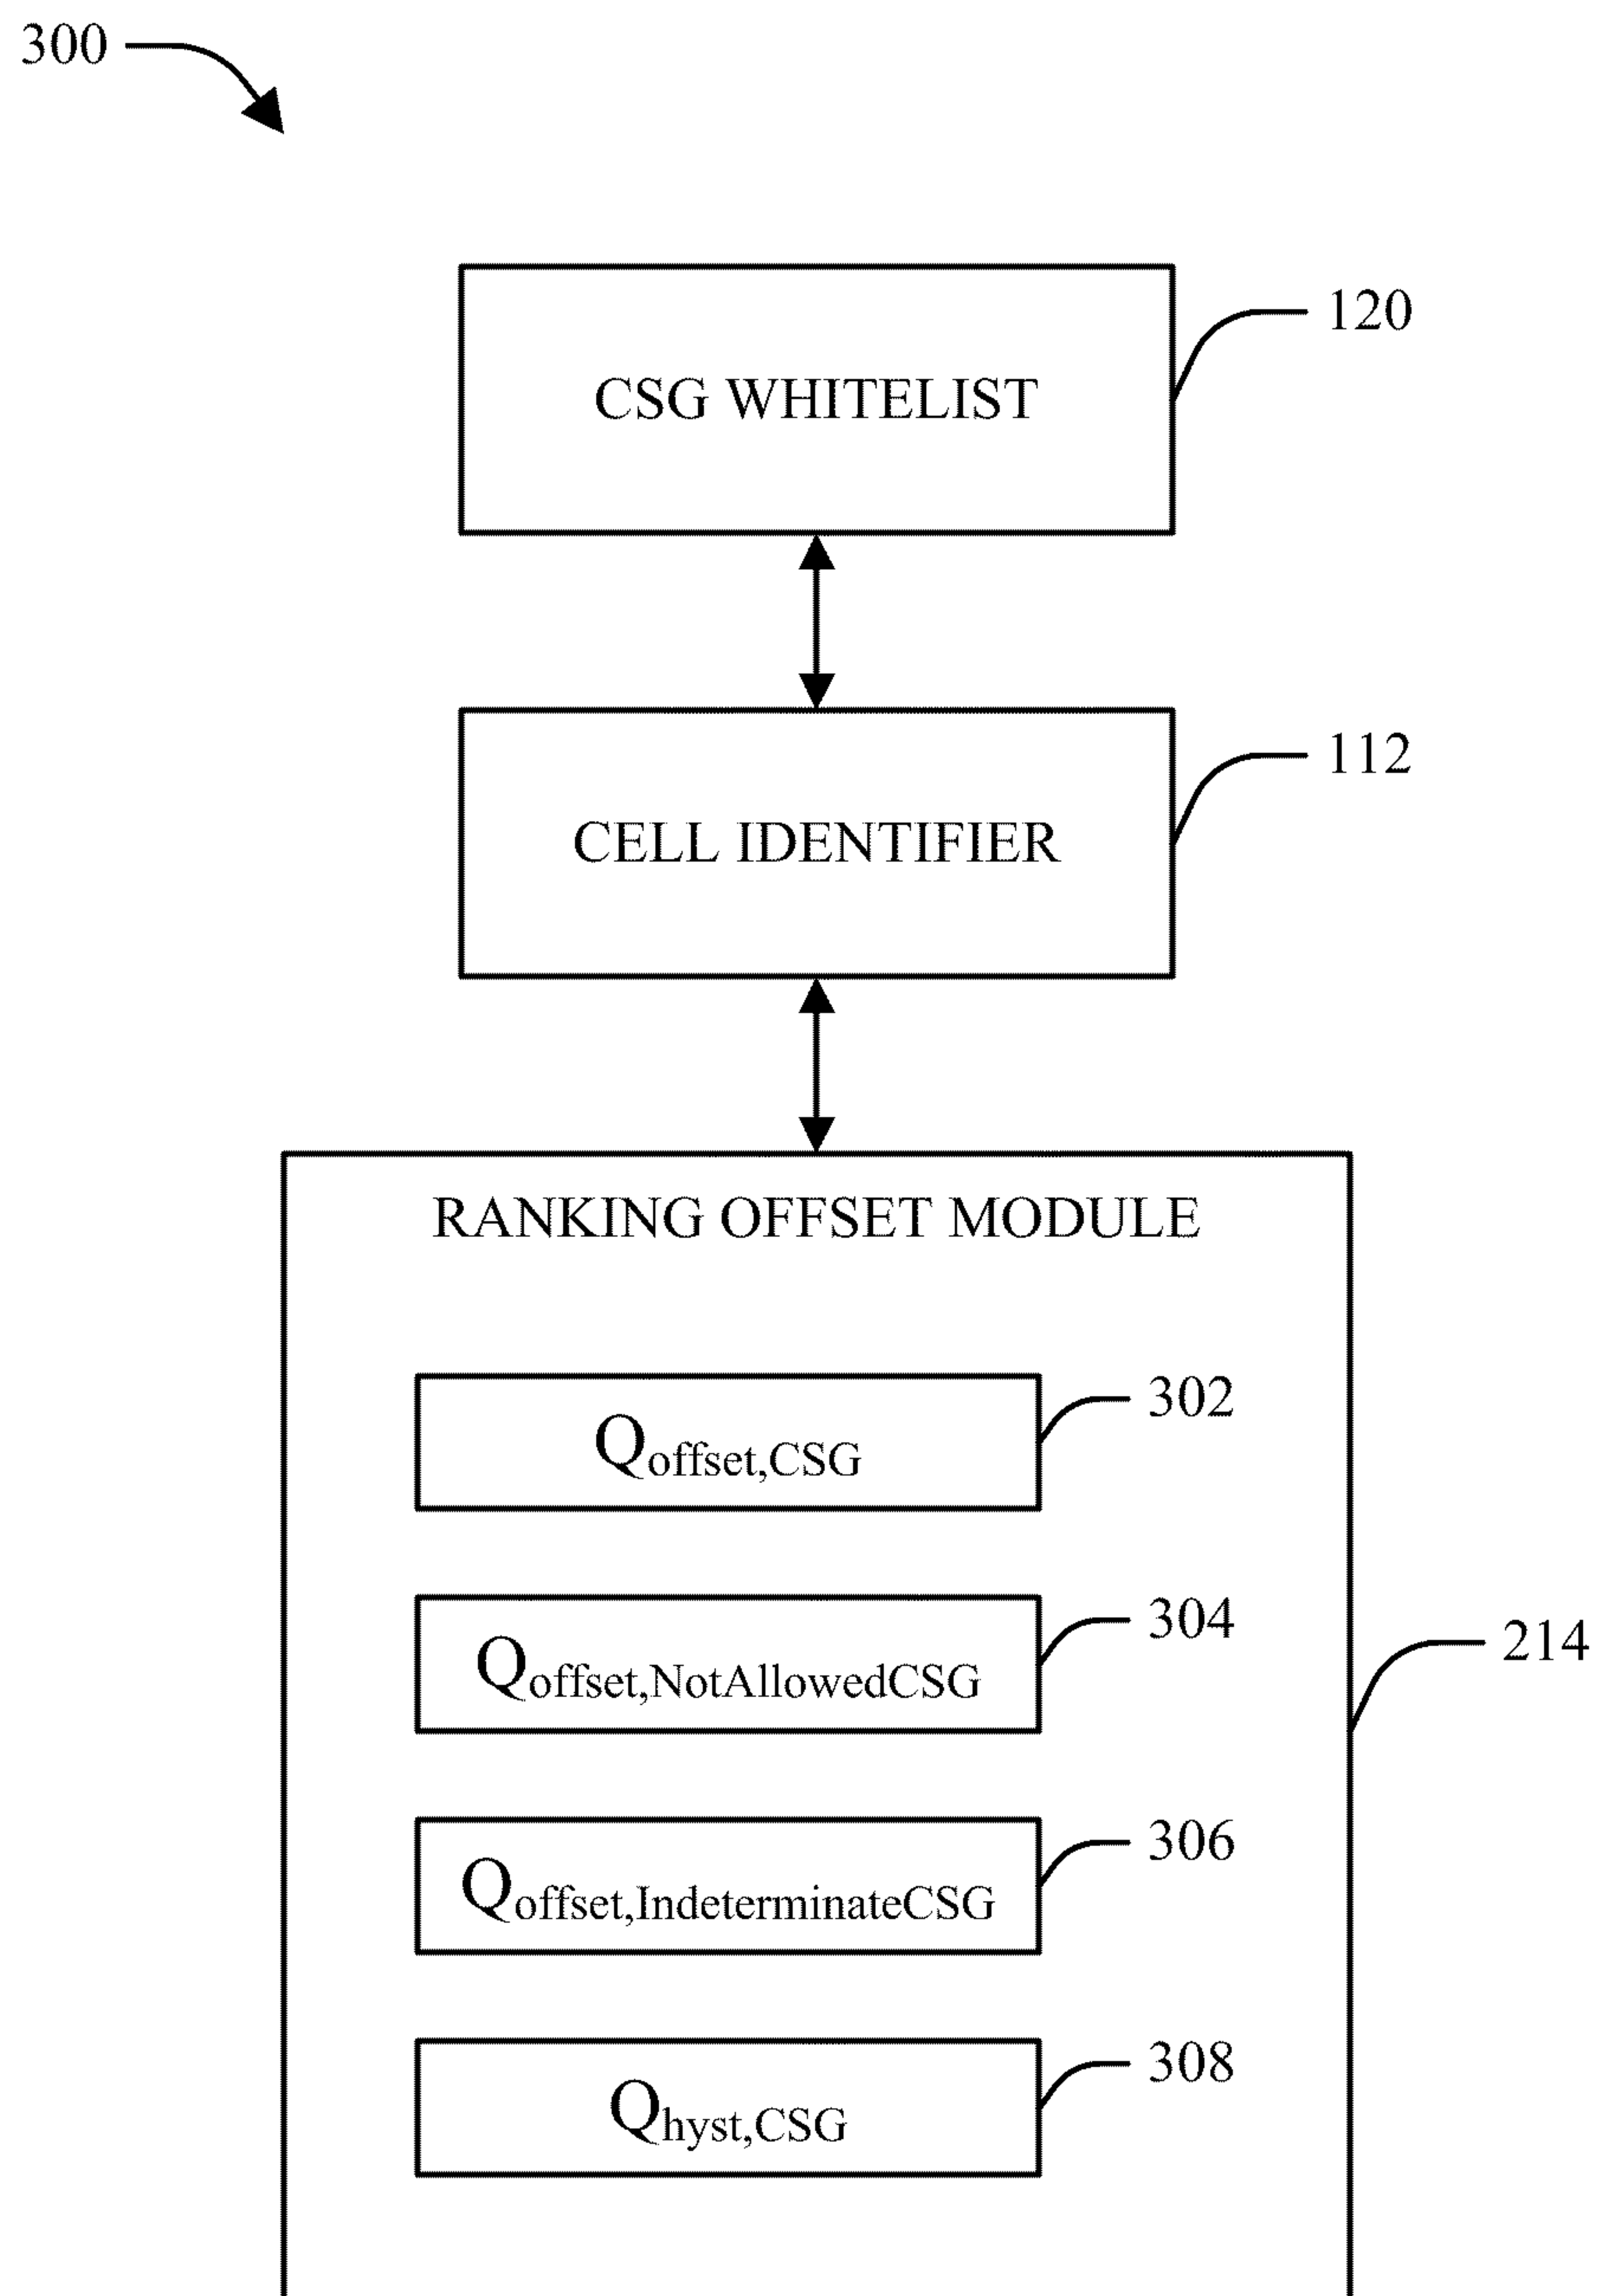 300
CSG WHITELIST
120
CELL IDENTIFIER
112
RANKING OFFSET MODULE
Qoffset,CSG
302
Qoffset,NotAllowedCSG
304
214
Qoffset,IndeterminateCSG
306
Qhyst,CSG
308